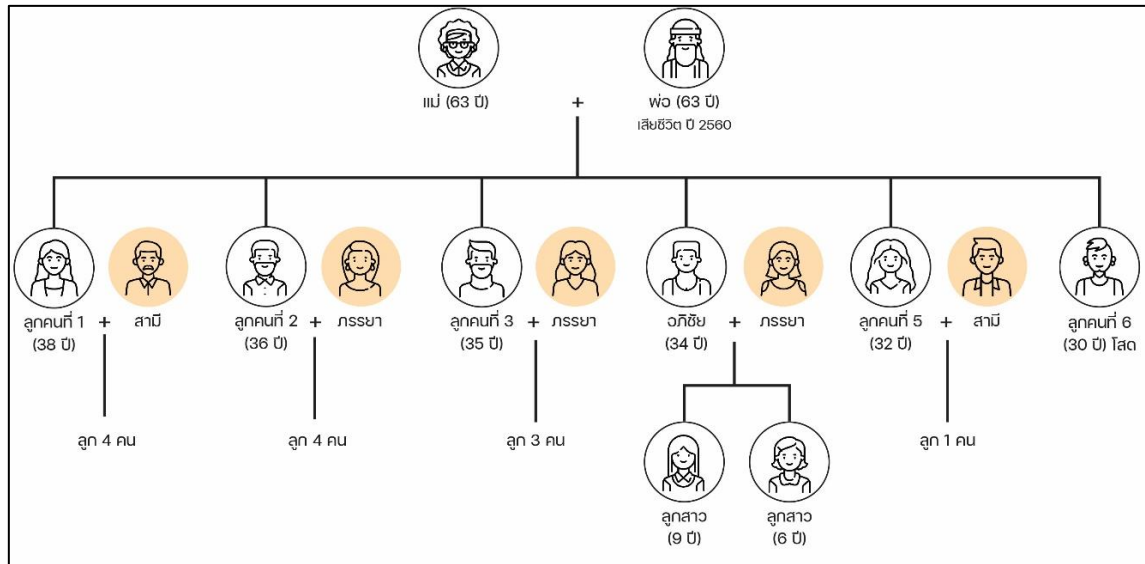 แม่ (63 ปี)
+
พ่อ (63 ปี)
เสียชีวิต ปี 2560
ลูกคนที่ 1
(38 ปี)
+
สามี
ลูกคนที่ 2
(36 ปี)
+
ภรรยา
ลูกคนที่ 3
(35 ปี)
+
ภรรยา
อภิชัย
(34 ปี)
+
ภรรยา
ลูกคนที่ 5
(32 ปี)
+
สามี
ลูกคนที่ 6
(30 ปี) โสด
ลูก 4 คน
ลูก 4 คน
ลูก 3 คน
ลูกสาว
(9 ปี)
ลูกสาว
(6 ปี)
ลูก 1 คน